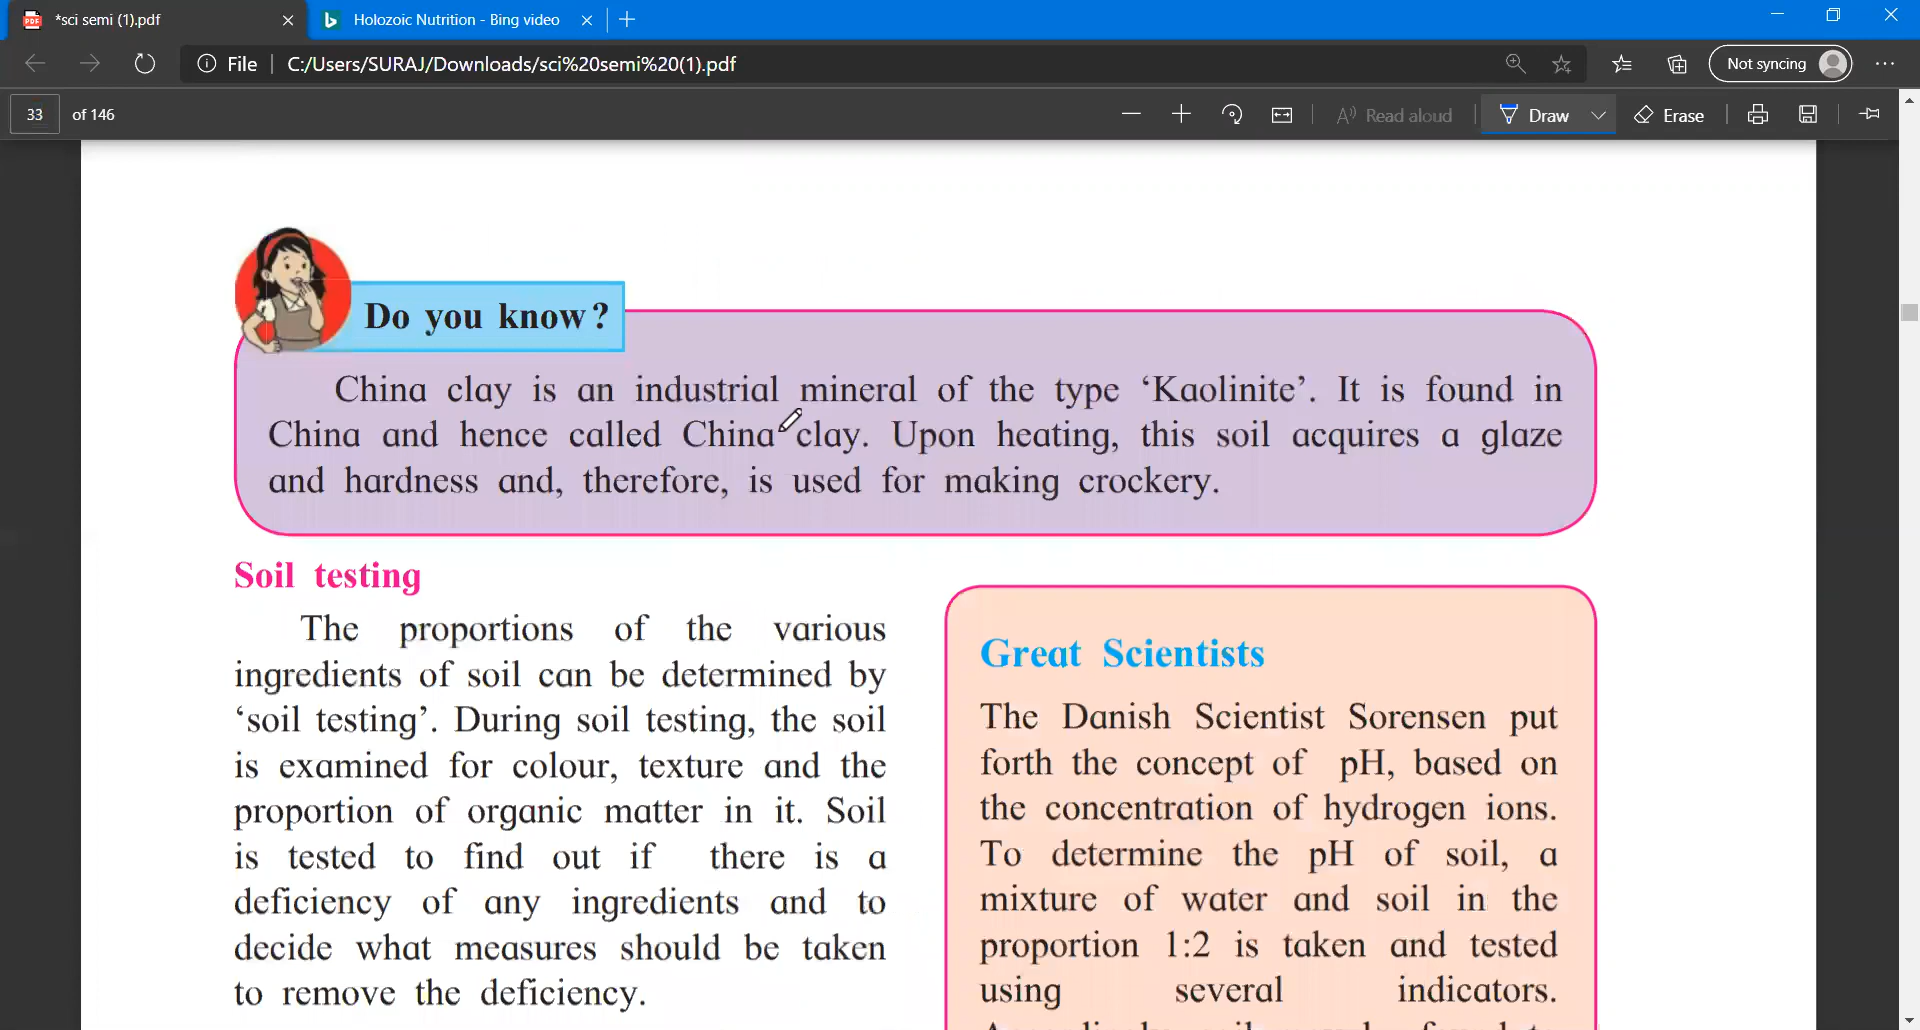 *sci semi (1).pdf
Holozoic Nutrition - Bing video
File
C:/Users/SURAJ/Downloads/sci%20semi%20(1).pdf
Not syncing
33 of 146
Read aloud
Draw
Erase
Do you know?
China clay is an industrial mineral of the type ‘Kaolinite’. It is found in
China and hence called China clay. Upon heating, this soil acquires a glaze
and hardness and, therefore, is used for making crockery.
Soil testing
The proportions of the various
ingredients of soil can be determined by
‘soil testing’. During soil testing, the soil
is examined for colour, texture and the
proportion of organic matter in it. Soil
is tested to find out if there is a
deficiency of any ingredients and to
decide what measures should be taken
to remove the deficiency.
Great Scientists
The Danish Scientist Sorensen put
forth the concept of pH, based on
the concentration of hydrogen ions.
To determine the pH of soil, a
mixture of water and soil in the
proportion 1:2 is taken and tested
using several indicators.